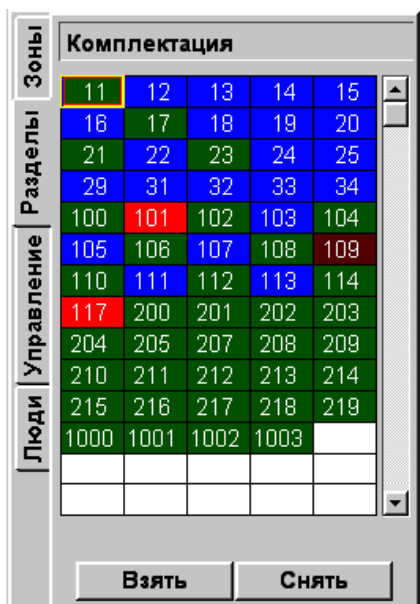 Зоны
Разделы
Управление
Люди
Комплектация
11 12 13 14 15
16 17 18 19 20
21 22 23 24 25
29 31 32 33 34
100 101 102 103 104
105 106 107 108 109
110 111 112 113 114
117 200 201 202 203
204 205 207 208 209
210 211 212 213 214
215 216 217 218 219
1000 1001 1002 1003
Взять Снять